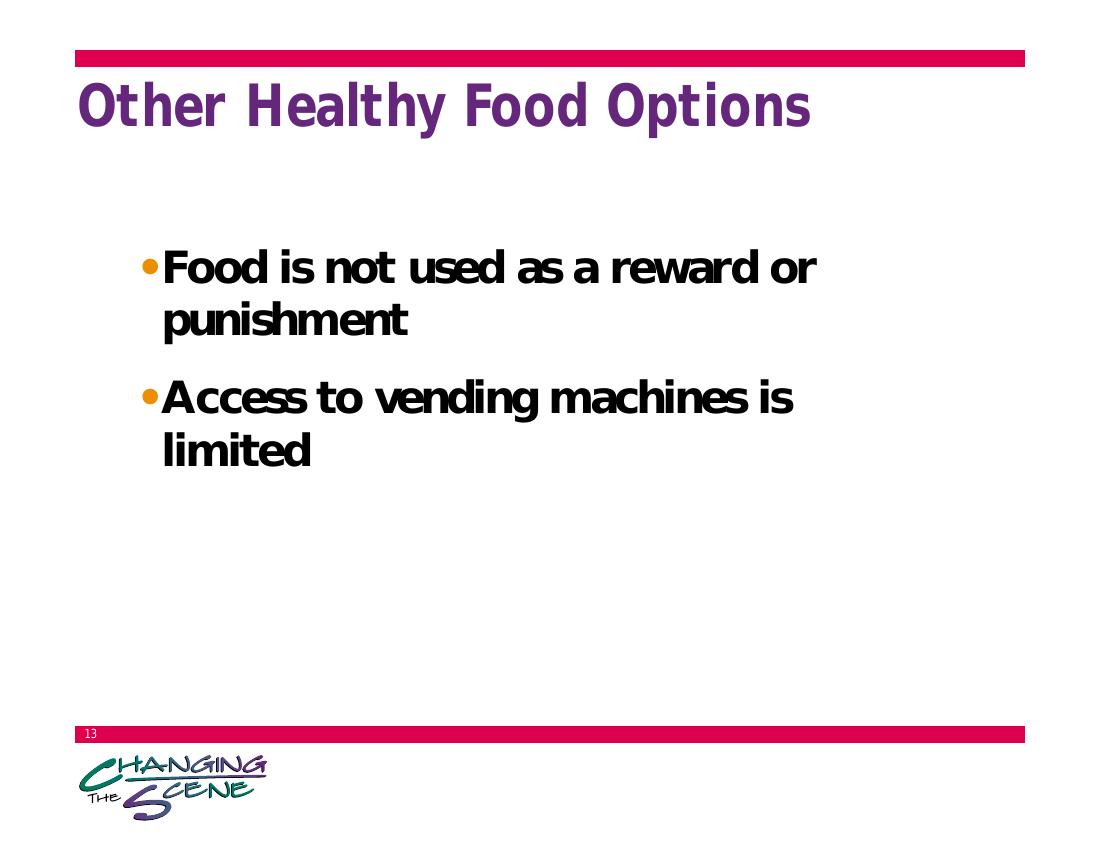 Other Healthy Food Options
•Food is not used as a reward or
punishment
•Access to vending machines is
limited
13
CHANGING
THE SCENE